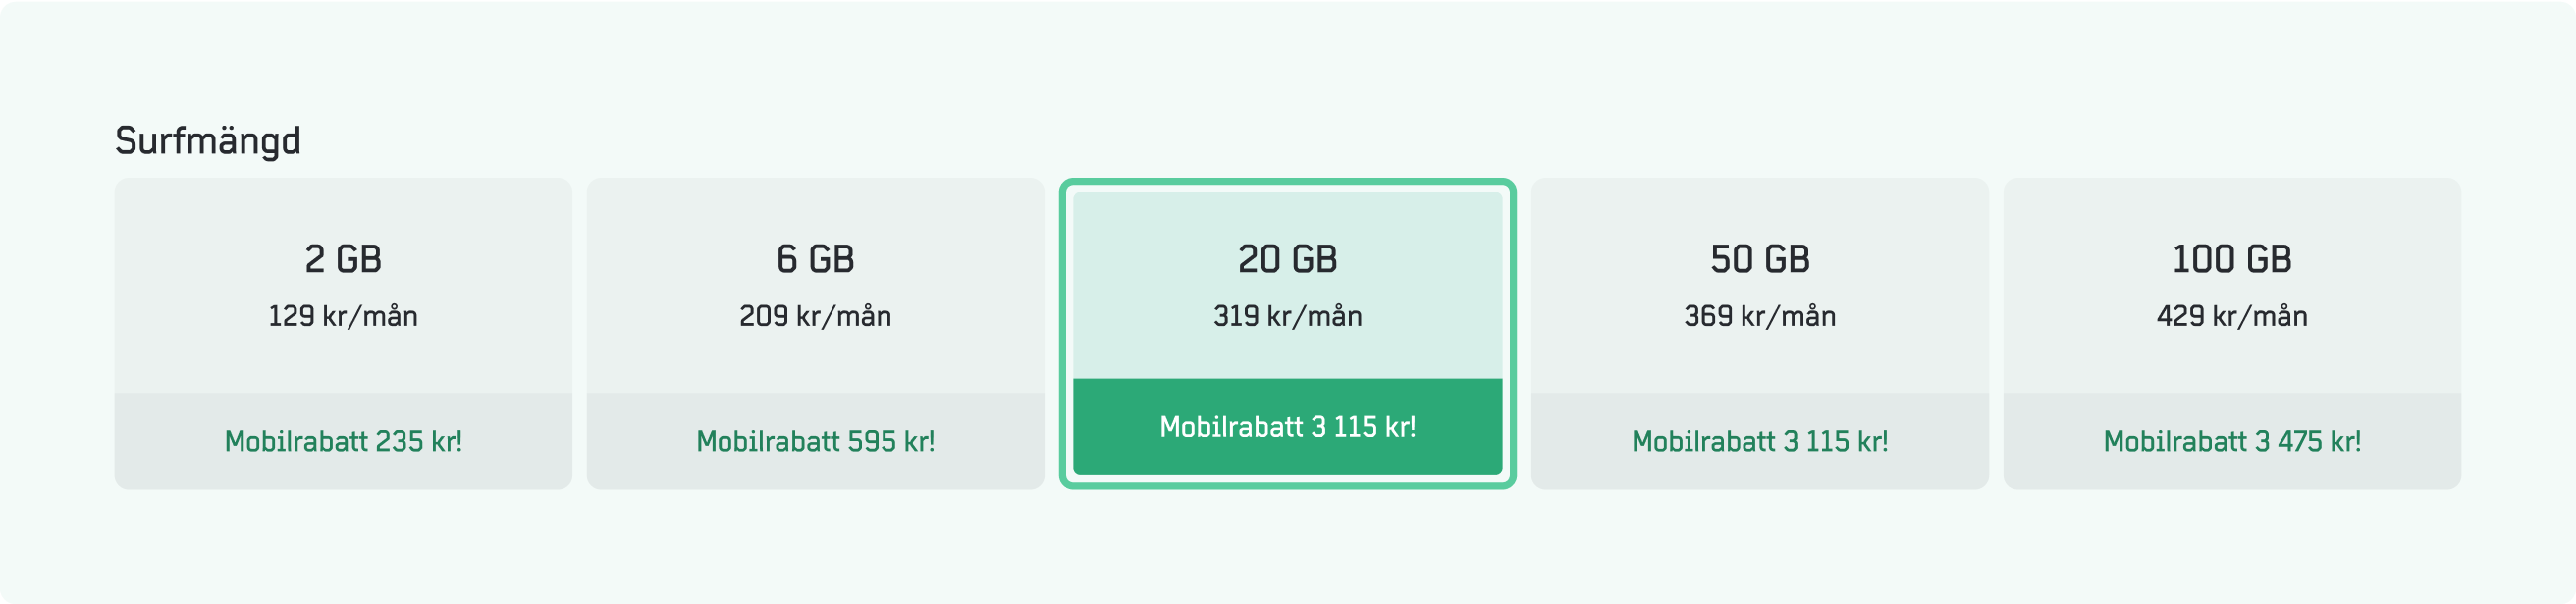 Surfmängd
2 GB
129 kr/mån
Mobilrabatt 235 kr!
6 GB
209 kr/mån
Mobilrabatt 595 kr!
20 GB
319 kr/mån
Mobilrabatt 3 115 kr!
50 GB
369 kr/mån
Mobilrabatt 3 115 kr!
100 GB
429 kr/mån
Mobilrabatt 3 475 kr!